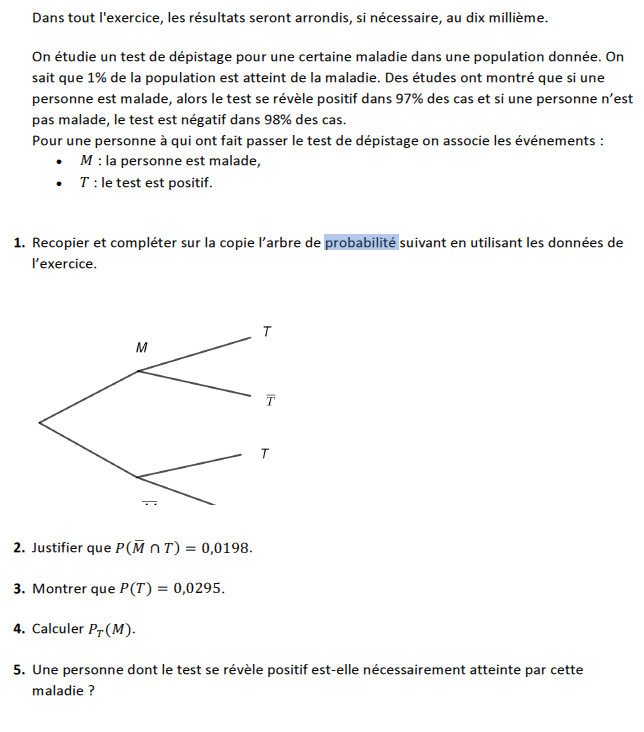 Dans tout l'exercice, les résultats seront arrondis, si nécessaire, au dix millième.
On étudie un test de dépistage pour une certaine maladie dans une population donnée. On
sait que 1% de la population est atteint de la maladie. Des études ont montré que si une
personne est malade, alors le test se révèle positif dans 97% des cas et si une personne n’est
pas malade, le test est négatif dans 98% des cas.
Pour une personne à qui ont fait passer le test de dépistage on associe les événements :
• M : la personne est malade,
• T : le test est positif.
1. Recopier et compléter sur la copie l’arbre de probabilité suivant en utilisant les données de
l’exercice.
T
M
T̅
T
2. Justifier que P(M̅ ∩ T) = 0,0198.
3. Montrer que P(T) = 0,0295.
4. Calculer P_T(M).
5. Une personne dont le test se révèle positif est-elle nécessairement atteinte par cette
maladie ?